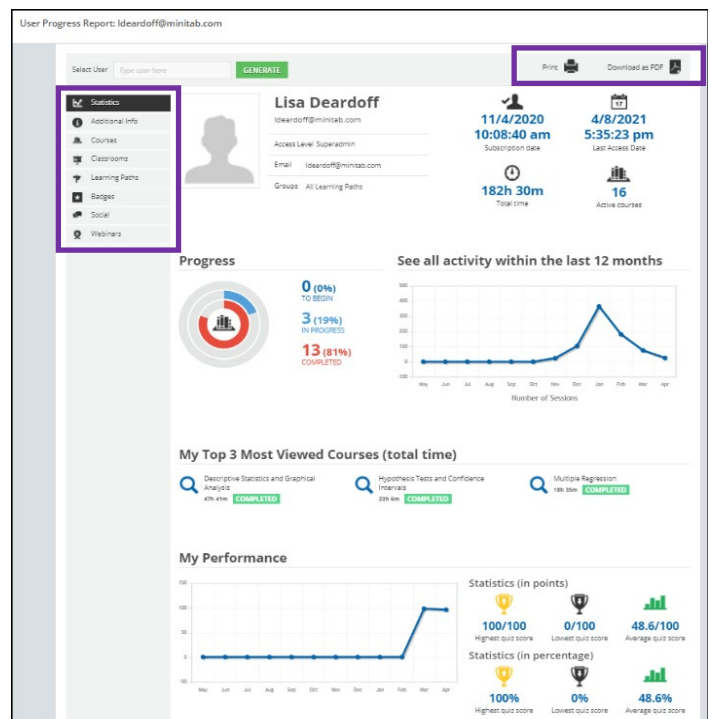 User Progress Report: ldeardoff@minitab.com
Select User Type user here GENERATE Print Download as PDF
Statistics
Additional Info
Courses
Classrooms
Learning Paths
Badges
Social
Webinars
Lisa Deardoff
ldeardoff@minitab.com
Access Level Superadmin
Email ldeardoff@minitab.com
Groups All Learning Paths
11/4/2020
10:08:40 am
Subscription date
17
4/8/2021
5:35:23 pm
Last Access Date
182h 30m
Total time
16
Active courses
Progress
0 (0%)
TO BEGIN
3 (19%)
IN PROGRESS
13 (81%)
COMPLETED
See all activity within the last 12 months
500
400
300
200
100
0
-100
May Jun Jul Aug Sep Oct Nov Dec Jan Feb Mar Apr
Number of Sessions
My Top 3 Most Viewed Courses (total time)
Descriptive Statistics and Graphical
Analysis
47h 41m COMPLETED
Hypothesis Tests and Confidence
Intervals
23h 6m COMPLETED
Multiple Regression
18h 35m COMPLETED
My Performance
150
100
50
0
-50
May Jun Jul Aug Sep Oct Nov Dec Jan Feb Mar Apr
Statistics (in points)
100/100
Highest quiz score
0/100
Lowest quiz score
48.6/100
Average quiz score
Statistics (in percentage)
100%
Highest quiz score
0%
Lowest quiz score
48.6%
Average quiz score